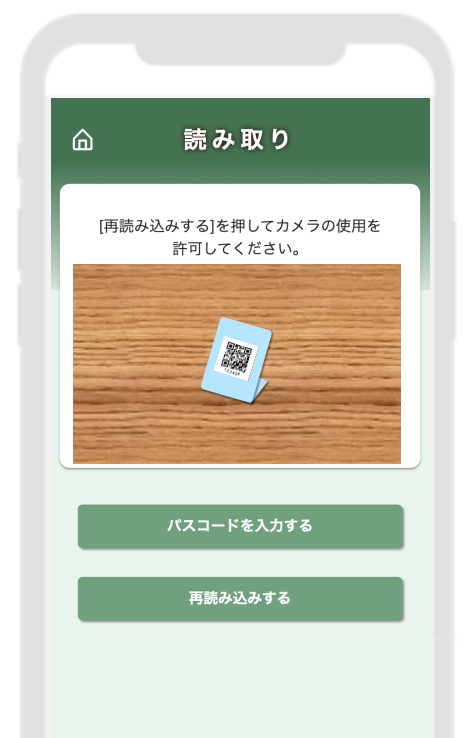 読み取り
[再読み込みする]を押してカメラの使用を
許可してください。
123456
パスコードを入力する
再読み込みする